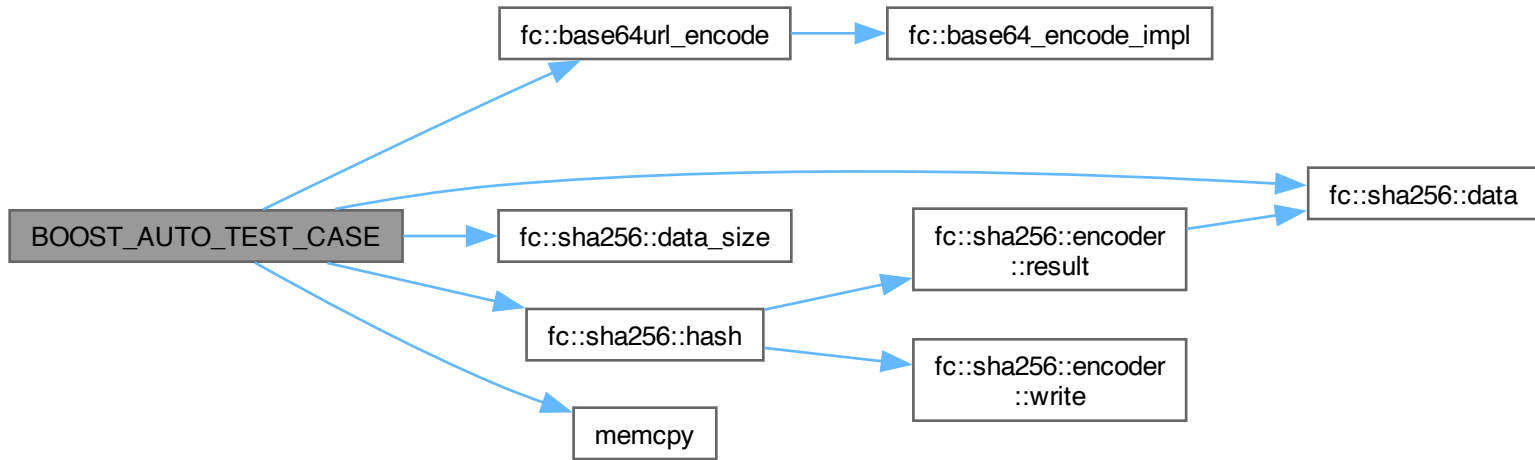 fc::base64url_encode
fc::base64_encode_impl
fc::sha256::data
BOOST_AUTO_TEST_CASE
fc::sha256::data_size
fc::sha256::encoder
::result
fc::sha256::hash
fc::sha256::encoder
::write
memcpy